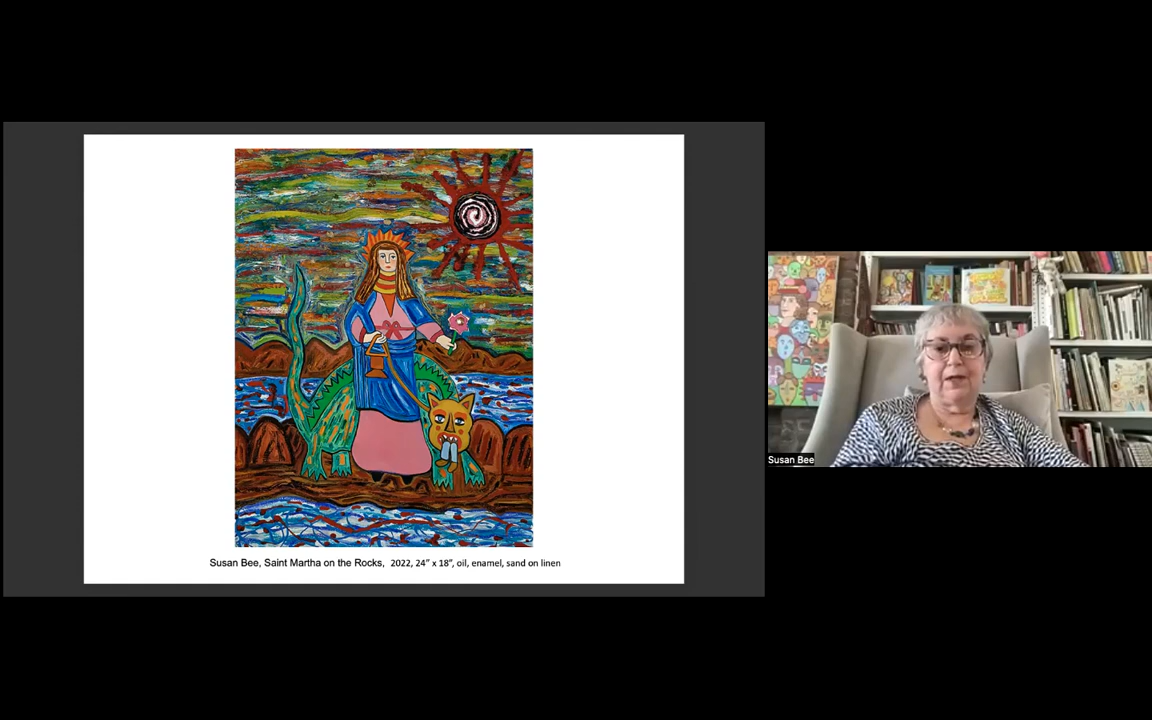 Susan Bee, Saint Martha on the Rocks, 2022, 24” x 18”, oil, enamel, sand on linen
Susan Bee